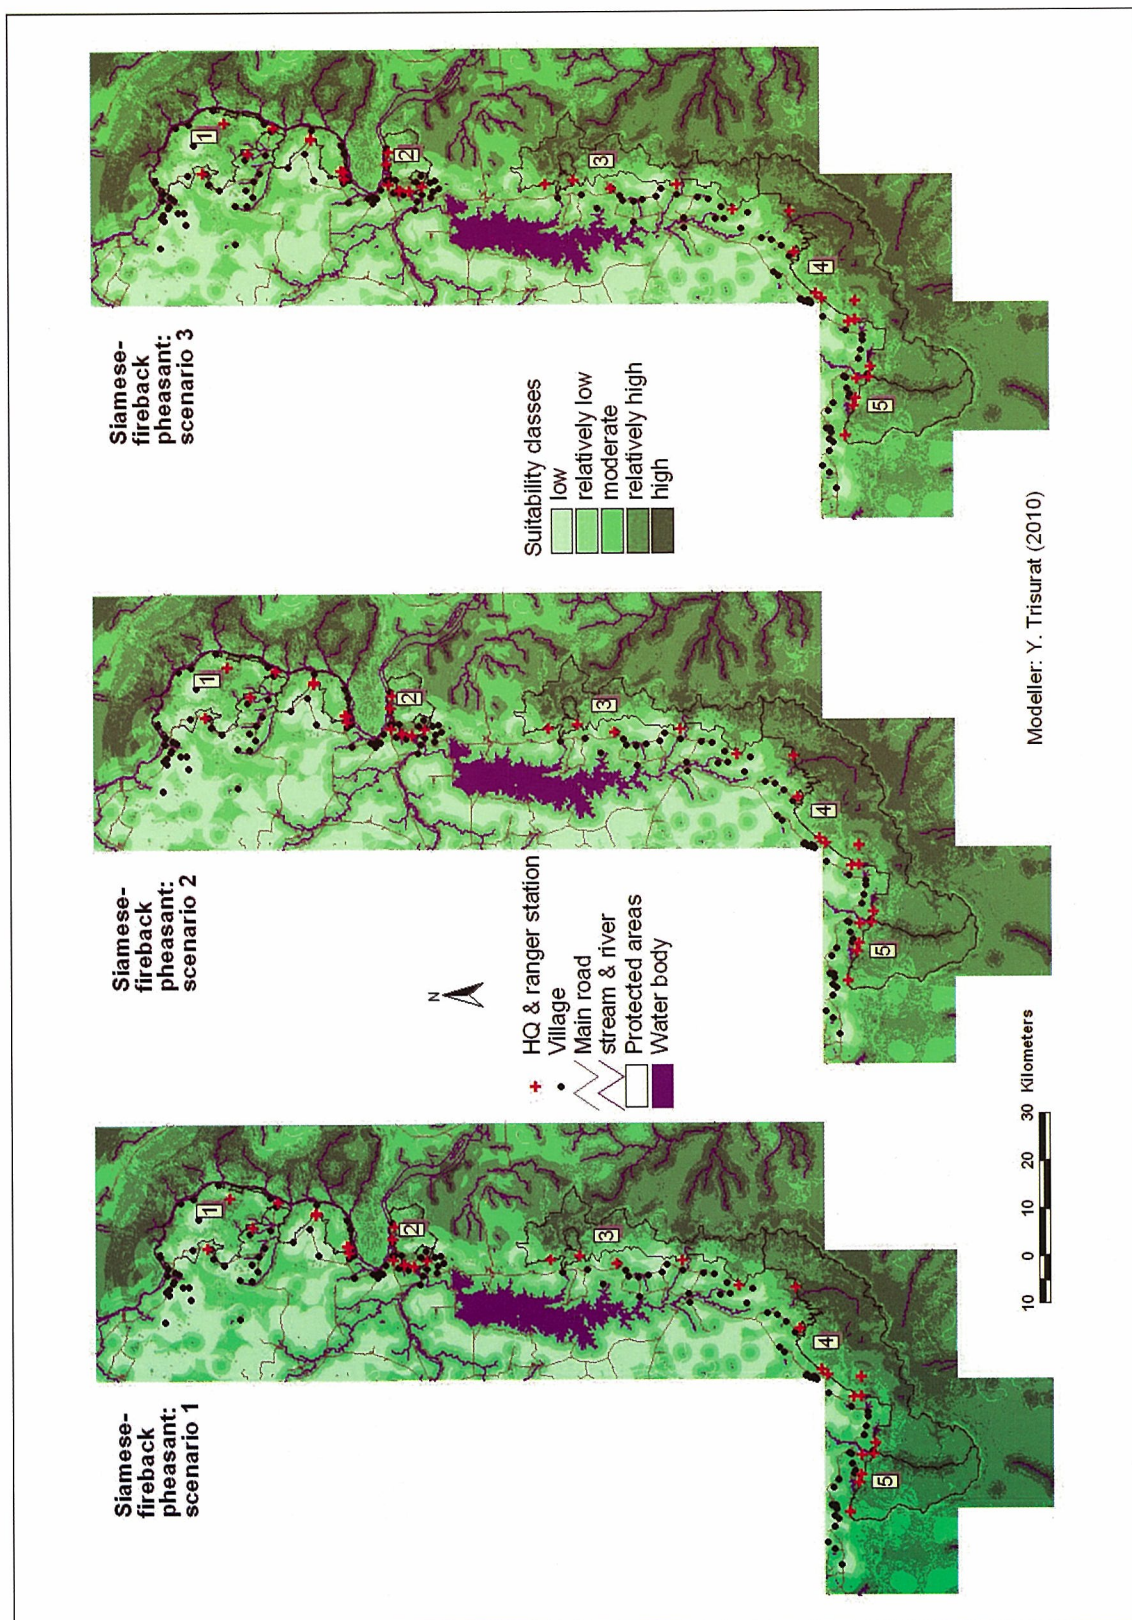 Siamese-
fireback
pheasant:
scenario 1
1
2
3
4
5
Siamese-
fireback
pheasant:
scenario 2
1
2
3
4
5
Siamese-
fireback
pheasant:
scenario 3
1
2
3
4
5
N
HQ & ranger station
Village
Main road
stream & river
Protected areas
Water body
Suitability classes
low
relatively low
moderate
relatively high
high
10 0 10 20 30 Kilometers
Modeller: Y. Trisurat (2010)